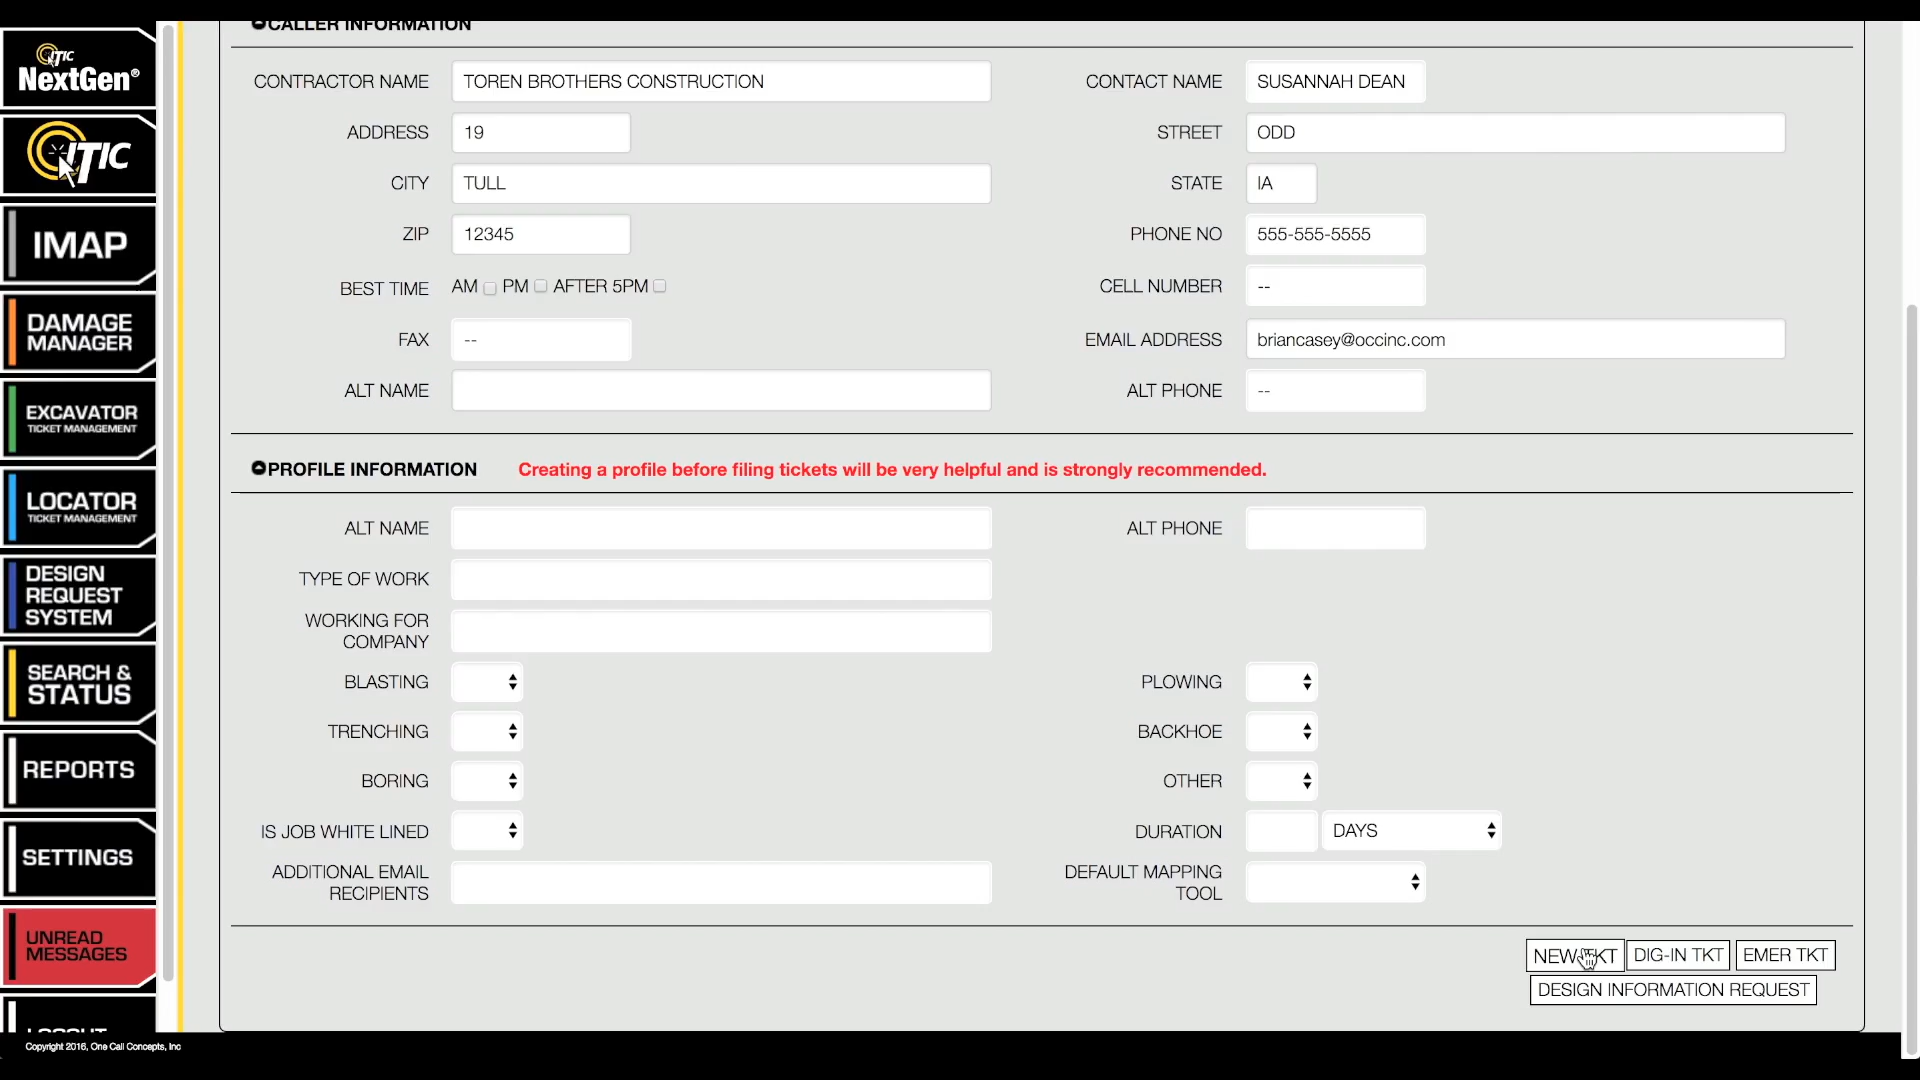 ITIC
NextGen®
ITIC
IMAP
DAMAGE
MANAGER
EXCAVATOR
TICKET MANAGEMENT
LOCATOR
TICKET MANAGEMENT
DESIGN
REQUEST
SYSTEM
SEARCH &
STATUS
REPORTS
SETTINGS
UNREAD
MESSAGES
LOGOUT
Copyright 2016, One Call Concepts, Inc
CALLER INFORMATION
CONTRACTOR NAME TOREN BROTHERS CONSTRUCTION CONTACT NAME SUSANNAH DEAN
ADDRESS 19 STREET ODD
CITY TULL STATE IA
ZIP 12345 PHONE NO 555-555-5555
BEST TIME AM PM AFTER 5PM CELL NUMBER --
FAX -- EMAIL ADDRESS briancasey@occinc.com
ALT NAME ALT PHONE --
PROFILE INFORMATION Creating a profile before filing tickets will be very helpful and is strongly recommended.
ALT NAME ALT PHONE
TYPE OF WORK
WORKING FOR
COMPANY
BLASTING PLOWING
TRENCHING BACKHOE
BORING OTHER
IS JOB WHITE LINED DURATION DAYS
ADDITIONAL EMAIL
RECIPIENTS
DEFAULT MAPPING
TOOL
NEW TKT DIG-IN TKT EMER TKT
DESIGN INFORMATION REQUEST